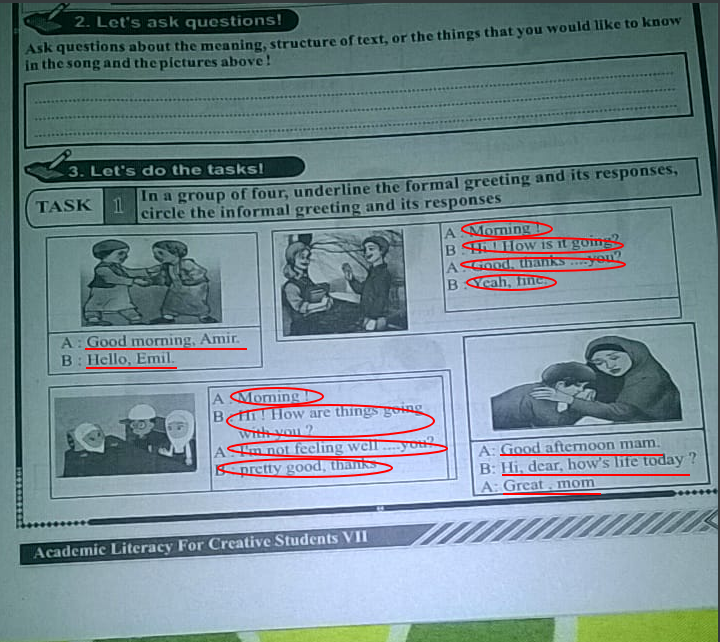 2. Let's ask questions!
Ask questions about the meaning, structure of text, or the things that you would like to know
in the song and the pictures above !
3. Let's do the tasks!
TASK 1
In a group of four, underline the formal greeting and its responses,
circle the informal greeting and its responses
A : Good morning, Amir.
B : Hello, Emil.
A : Morning !
B : Hi ! How is it going?
A : Good, thanks ....you?
B : Yeah, fine.
A : Morning !
B : Hi ! How are things going
with you ?
A : I'm not feeling well ....you?
B : pretty good, thanks
A: Good afternoon mam.
B: Hi, dear, how's life today ?
A: Great , mom
Academic Literacy For Creative Students VII